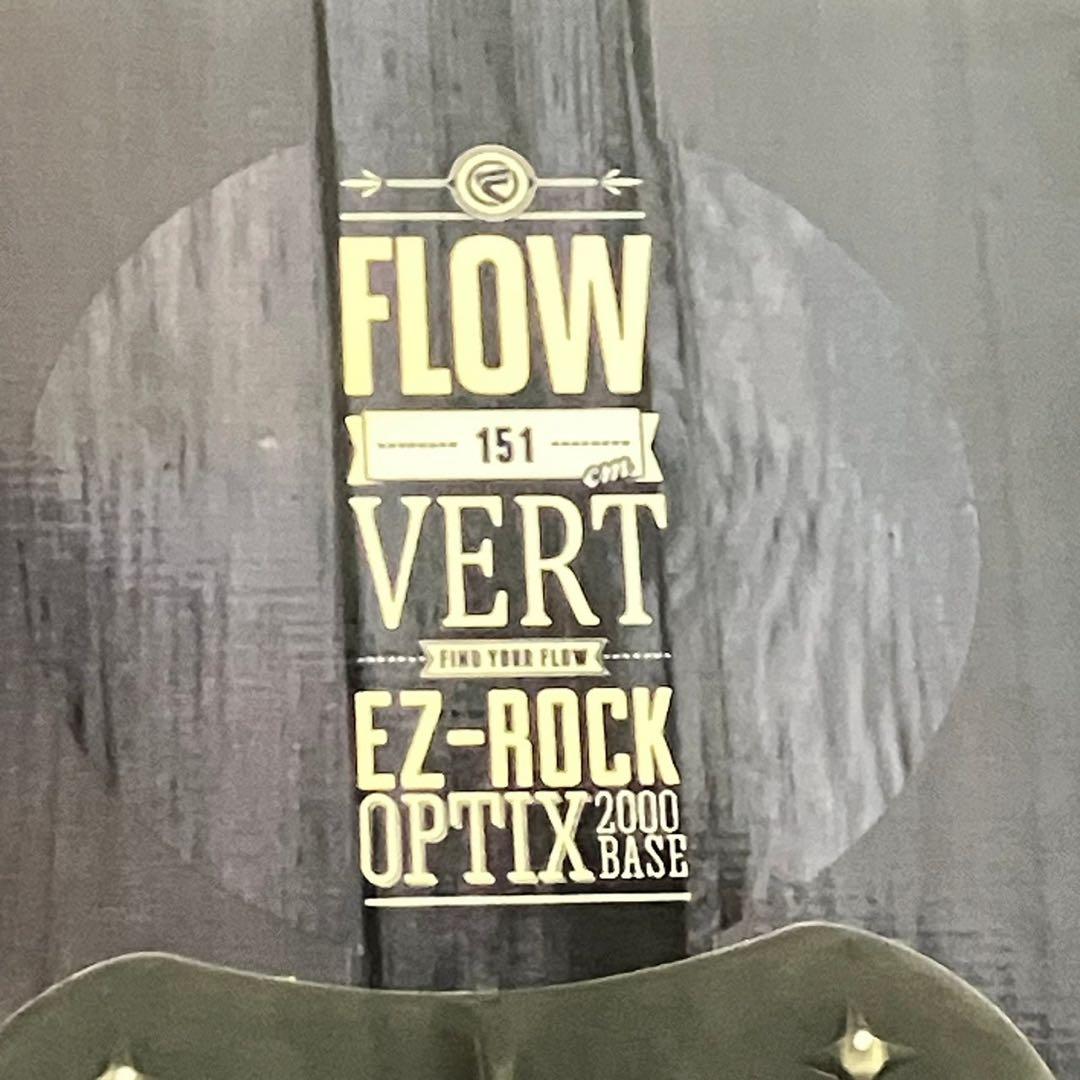 FLOW
151
cm.
VERT
FIND YOUR FLOW
EZ-ROCK
OPTIX 2000
BASE